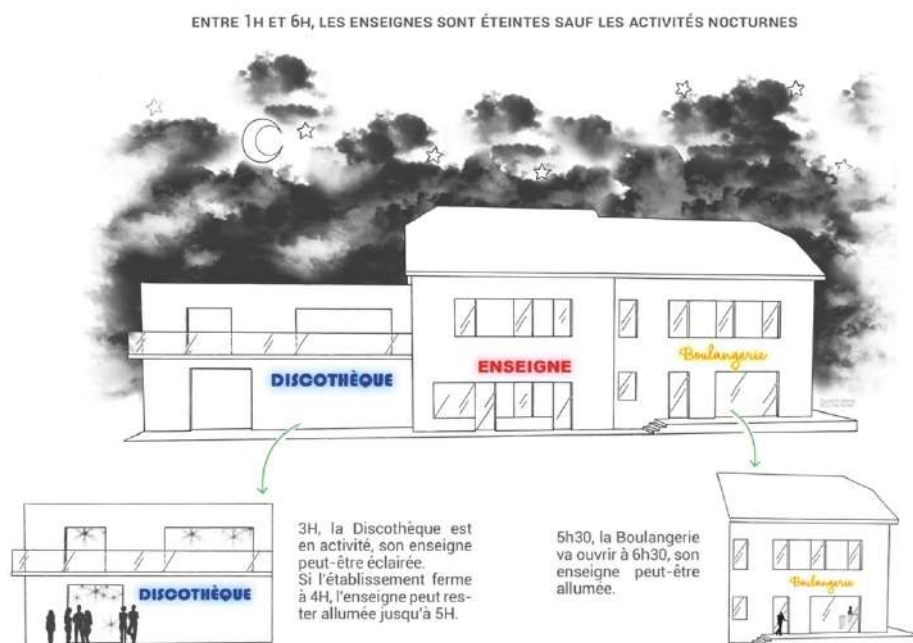 ENTRE 1H ET 6H, LES ENSEIGNES SONT ÉTEINTES SAUF LES ACTIVITÉS NOCTURNES
DISCOTHÈQUE
ENSEIGNE
Boulangerie
3H, la Discothèque est
en activité, son enseigne
peut-être éclairée.
Si l'établissement ferme
à 4H, l'enseigne peut res-
ter allumée jusqu'à 5H.
5h30, la Boulangerie
va ouvrir à 6h30, son
enseigne peut-être
allumée.
DISCOTHÈQUE
Boulangerie